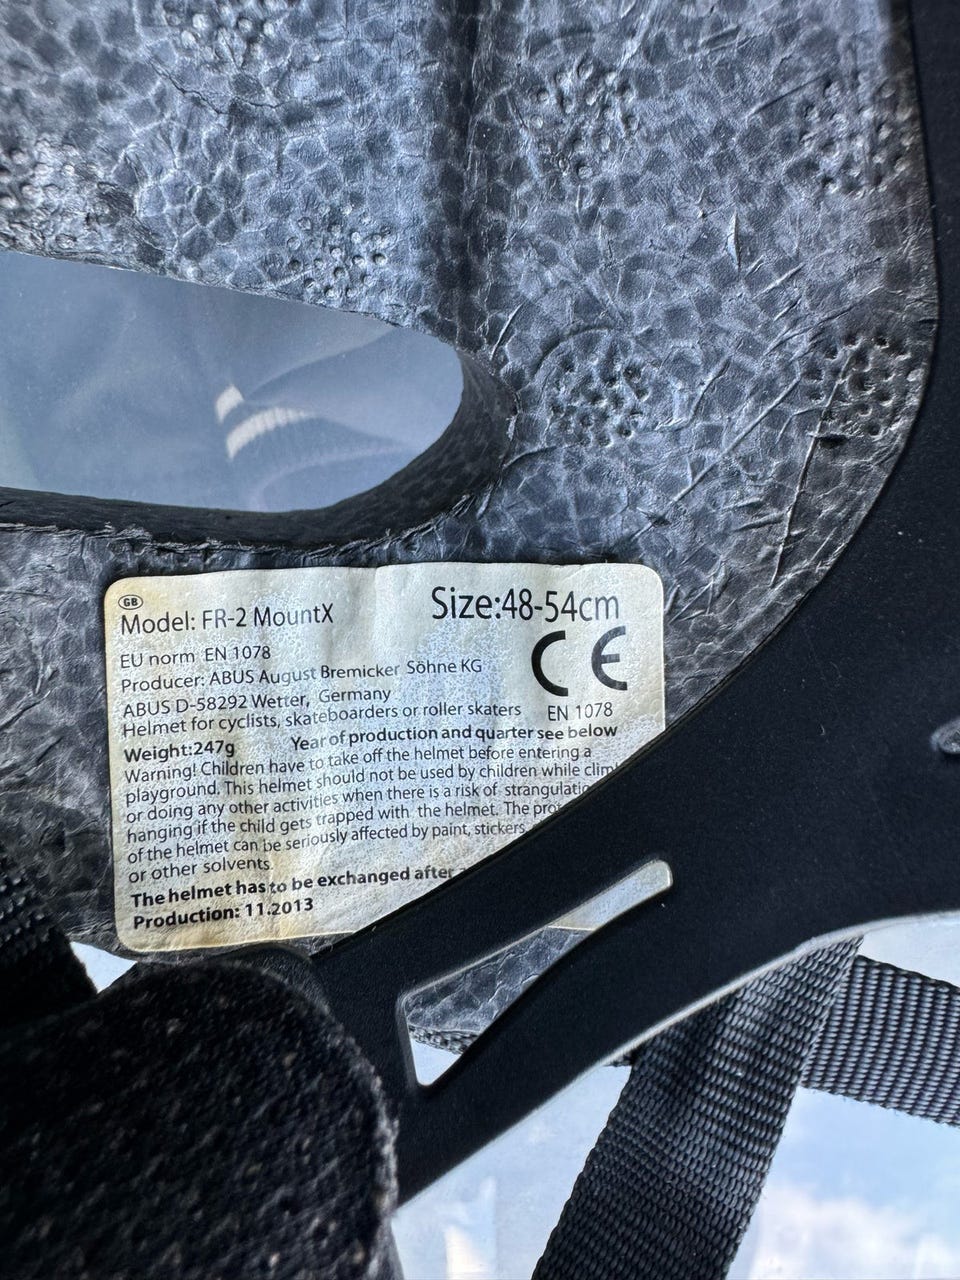 GB
Model: FR-2 MountX
Size:48-54cm
EU norm EN 1078
CE
Producer: ABUS August Bremicker Söhne KG
ABUS D-58292 Wetter, Germany
EN 1078
Helmet for cyclists, skateboarders or roller skaters
Weight:247g Year of production and quarter see below
Warning! Children have to take off the helmet before entering a
playground. This helmet should not be used by children while
or doing any other activities when there is a risk of
hanging if the child gets trapped with the helmet. The
of the helmet can be seriously affected by paint, stickers
or other solvents.
The helmet has to be exchanged after
Production: 11.2013